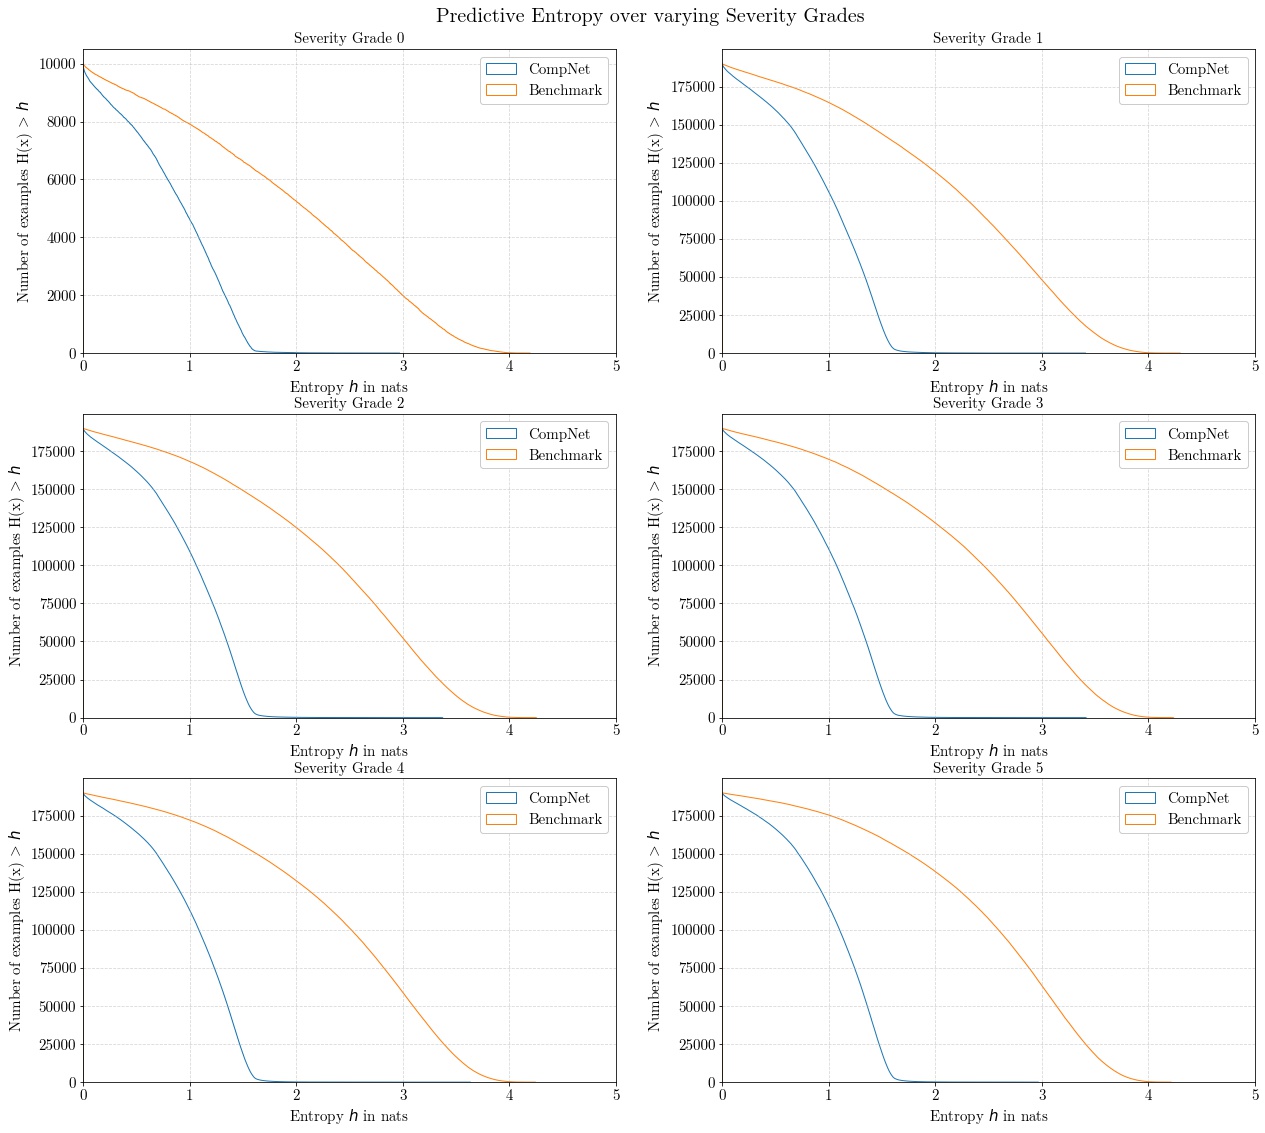 Predictive Entropy over varying Severity Grades
Severity Grade 0
Number of examples H(x) > h
10000
8000
6000
4000
2000
0
0 1 2 3 4 5
Entropy h in nats
CompNet
Benchmark
Severity Grade 1
Number of examples H(x) > h
175000
150000
125000
100000
75000
50000
25000
0
0 1 2 3 4 5
Entropy h in nats
CompNet
Benchmark
Severity Grade 2
Number of examples H(x) > h
175000
150000
125000
100000
75000
50000
25000
0
0 1 2 3 4 5
Entropy h in nats
CompNet
Benchmark
Severity Grade 3
Number of examples H(x) > h
175000
150000
125000
100000
75000
50000
25000
0
0 1 2 3 4 5
Entropy h in nats
CompNet
Benchmark
Severity Grade 4
Number of examples H(x) > h
175000
150000
125000
100000
75000
50000
25000
0
0 1 2 3 4 5
Entropy h in nats
CompNet
Benchmark
Severity Grade 5
Number of examples H(x) > h
175000
150000
125000
100000
75000
50000
25000
0
0 1 2 3 4 5
Entropy h in nats
CompNet
Benchmark